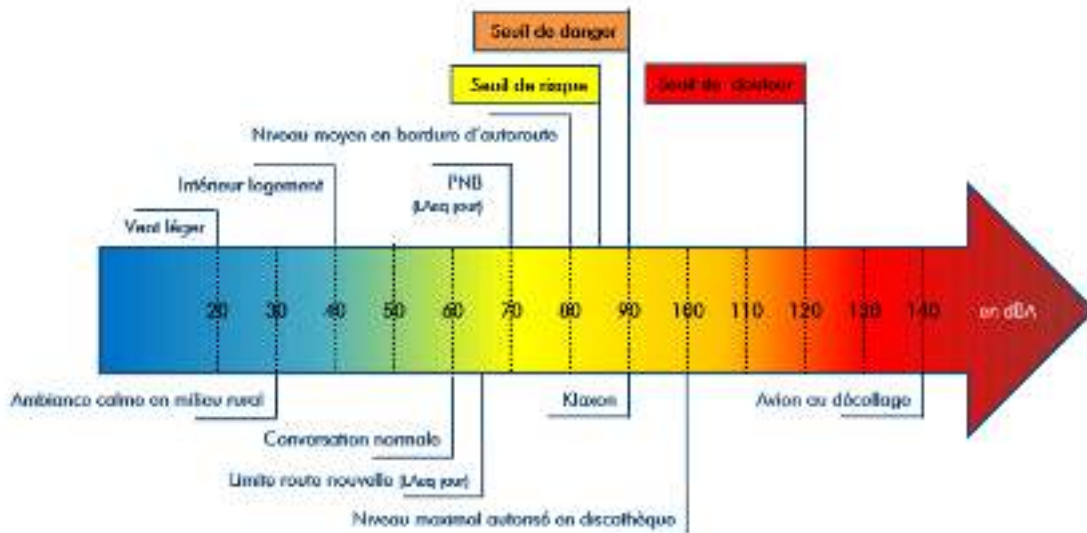 Seuil de danger
Seuil de risque
Seuil de douleur
Niveau moyen en bordure d'autoroute
Intérieur logement
PNB
(LAeq jour)
Vent léger
20 30 40 50 60 70 80 90 100 110 120 130 140 en dBA
Ambiance calme en milieu rural
Klaxon
Avion au décollage
Conversation normale
Limite route nouvelle (LAeq jour)
Niveau maximal autorisé en discothèque